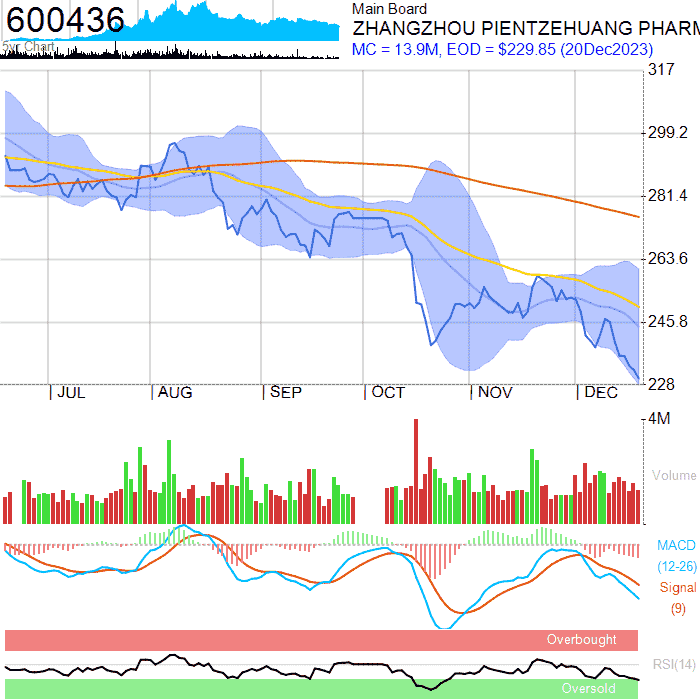 600436
5yr Chart
Main Board
ZHANGZHOU PIENTZEHUANG PHARM
MC = 13.9M, EOD = $229.85 (20Dec2023)
317
299.2
281.4
263.6
245.8
228
JUL
AUG
SEP
OCT
NOV
DEC
4M
Volume
MACD
(12-26)
Signal
(9)
Overbought
RSI(14)
Oversold